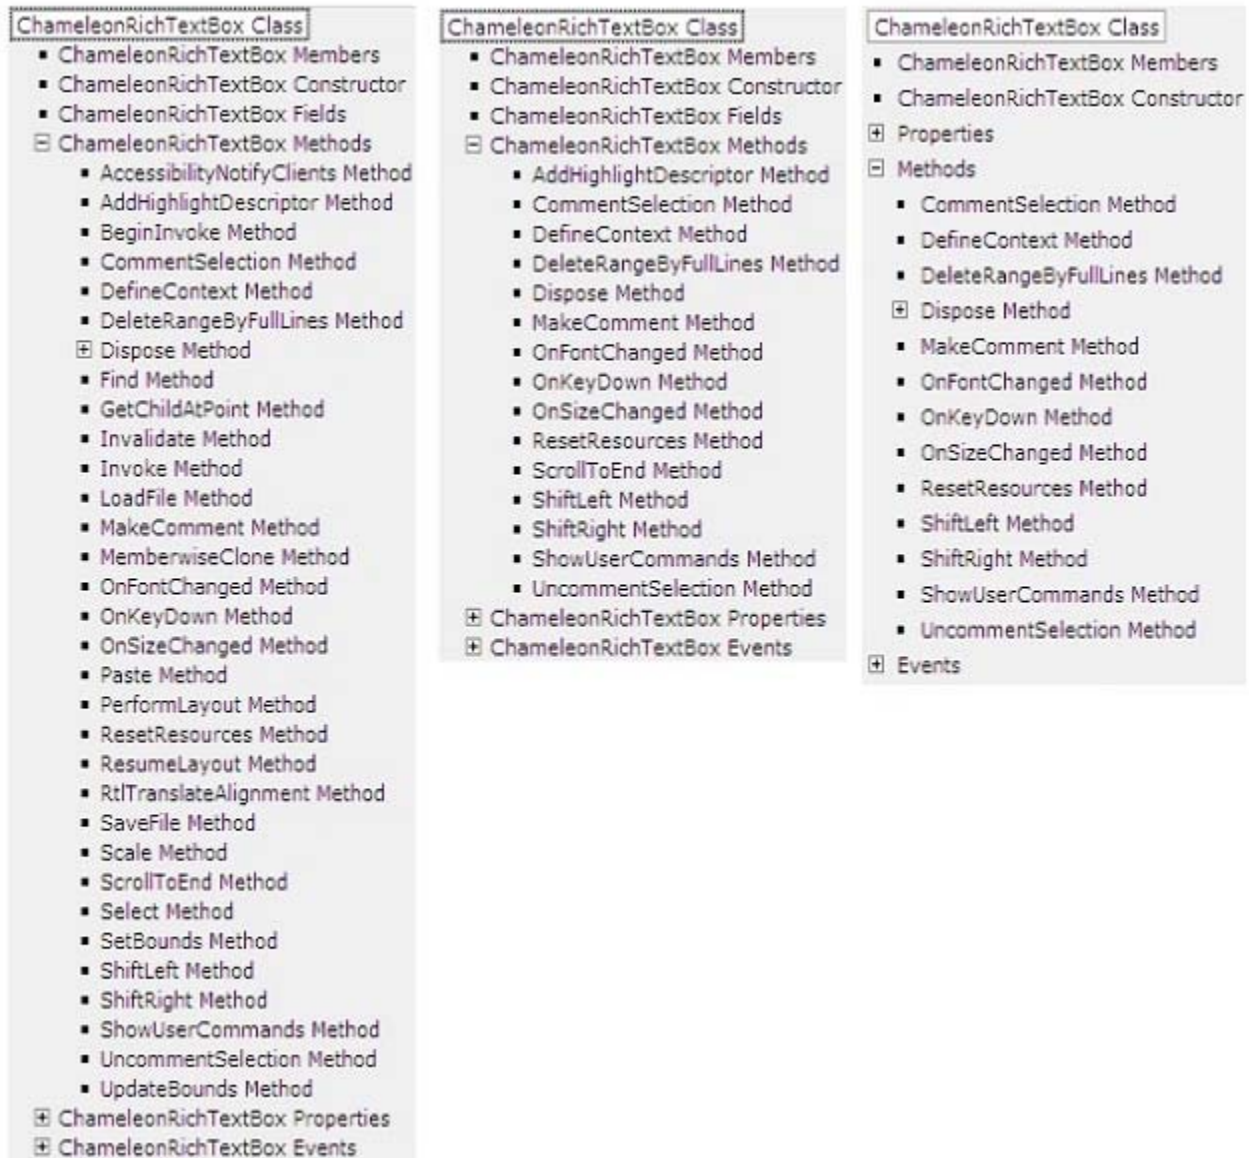 ChameleonRichTextBox Class
ChameleonRichTextBox Members
ChameleonRichTextBox Constructor
ChameleonRichTextBox Fields
ChameleonRichTextBox Methods
AccessibilityNotifyClients Method
AddHighlightDescriptor Method
BeginInvoke Method
CommentSelection Method
DefineContext Method
DeleteRangeByFullLines Method
Dispose Method
Find Method
GetChildAtPoint Method
Invalidate Method
Invoke Method
LoadFile Method
MakeComment Method
MemberwiseClone Method
OnFontChanged Method
OnKeyDown Method
OnSizeChanged Method
Paste Method
PerformLayout Method
ResetResources Method
ResumeLayout Method
RtlTranslateAlignment Method
SaveFile Method
Scale Method
ScrollToEnd Method
Select Method
SetBounds Method
ShiftLeft Method
ShiftRight Method
ShowUserCommands Method
UncommentSelection Method
UpdateBounds Method
ChameleonRichTextBox Properties
ChameleonRichTextBox Events
ChameleonRichTextBox Class
ChameleonRichTextBox Members
ChameleonRichTextBox Constructor
ChameleonRichTextBox Fields
ChameleonRichTextBox Methods
AddHighlightDescriptor Method
CommentSelection Method
DefineContext Method
DeleteRangeByFullLines Method
Dispose Method
MakeComment Method
OnFontChanged Method
OnKeyDown Method
OnSizeChanged Method
ResetResources Method
ScrollToEnd Method
ShiftLeft Method
ShiftRight Method
ShowUserCommands Method
UncommentSelection Method
ChameleonRichTextBox Properties
ChameleonRichTextBox Events
ChameleonRichTextBox Class
ChameleonRichTextBox Members
ChameleonRichTextBox Constructor
Properties
Methods
CommentSelection Method
DefineContext Method
DeleteRangeByFullLines Method
Dispose Method
MakeComment Method
OnFontChanged Method
OnKeyDown Method
OnSizeChanged Method
ResetResources Method
ShiftLeft Method
ShiftRight Method
ShowUserCommands Method
UncommentSelection Method
Events